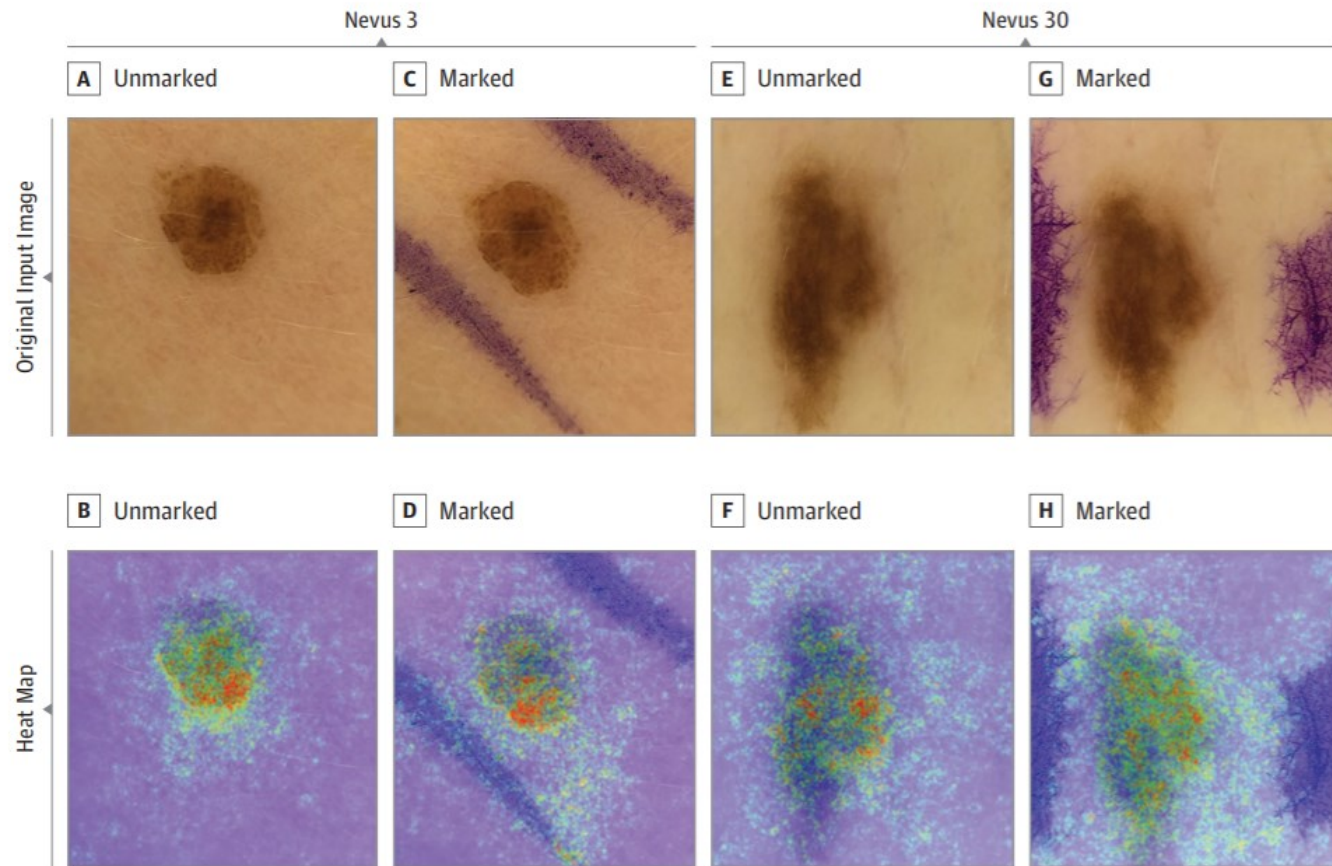 Nevus 3
Nevus 30
A Unmarked
C Marked
E Unmarked
G Marked
Original Input Image
B Unmarked
D Marked
F Unmarked
H Marked
Heat Map